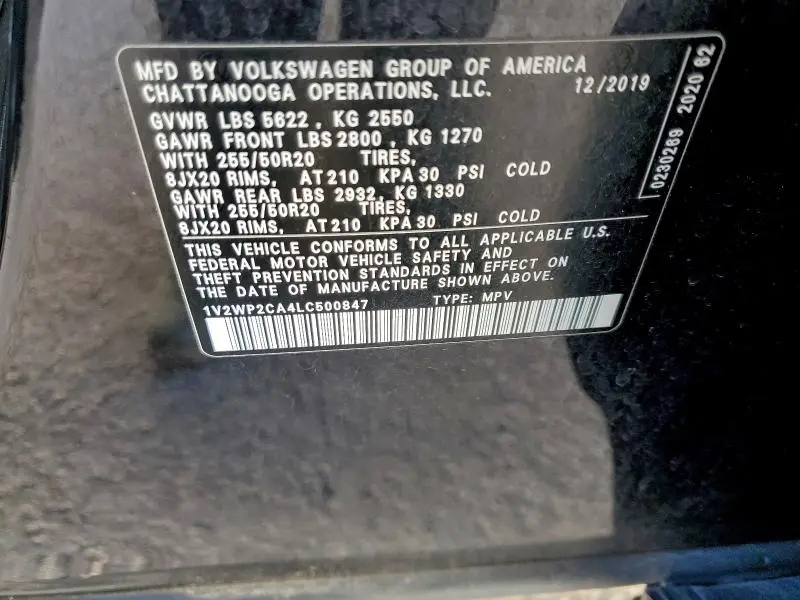 MFD BY VOLKSWAGEN GROUP OF AMERICA
CHATTANOOGA OPERATIONS, LLC. 12/2019
GVWR LBS 5622 , KG 2550
GAWR FRONT LBS 2800 , KG 1270
WITH 255/50R20 TIRES,
8JX20 RIMS, AT 210 KPA 30 PSI COLD
GAWR REAR LBS 2932, KG 1330
WITH 255/50R20 TIRES,
8JX20 RIMS, AT 210 KPA 30 PSI COLD
THIS VEHICLE CONFORMS TO ALL APPLICABLE U.S.
FEDERAL MOTOR VEHICLE SAFETY AND
THEFT PREVENTION STANDARDS IN EFFECT ON
THE DATE OF MANUFACTURE SHOWN ABOVE.
1V2WP2CA4LC500847 TYPE: MPV
0230269 2020 62